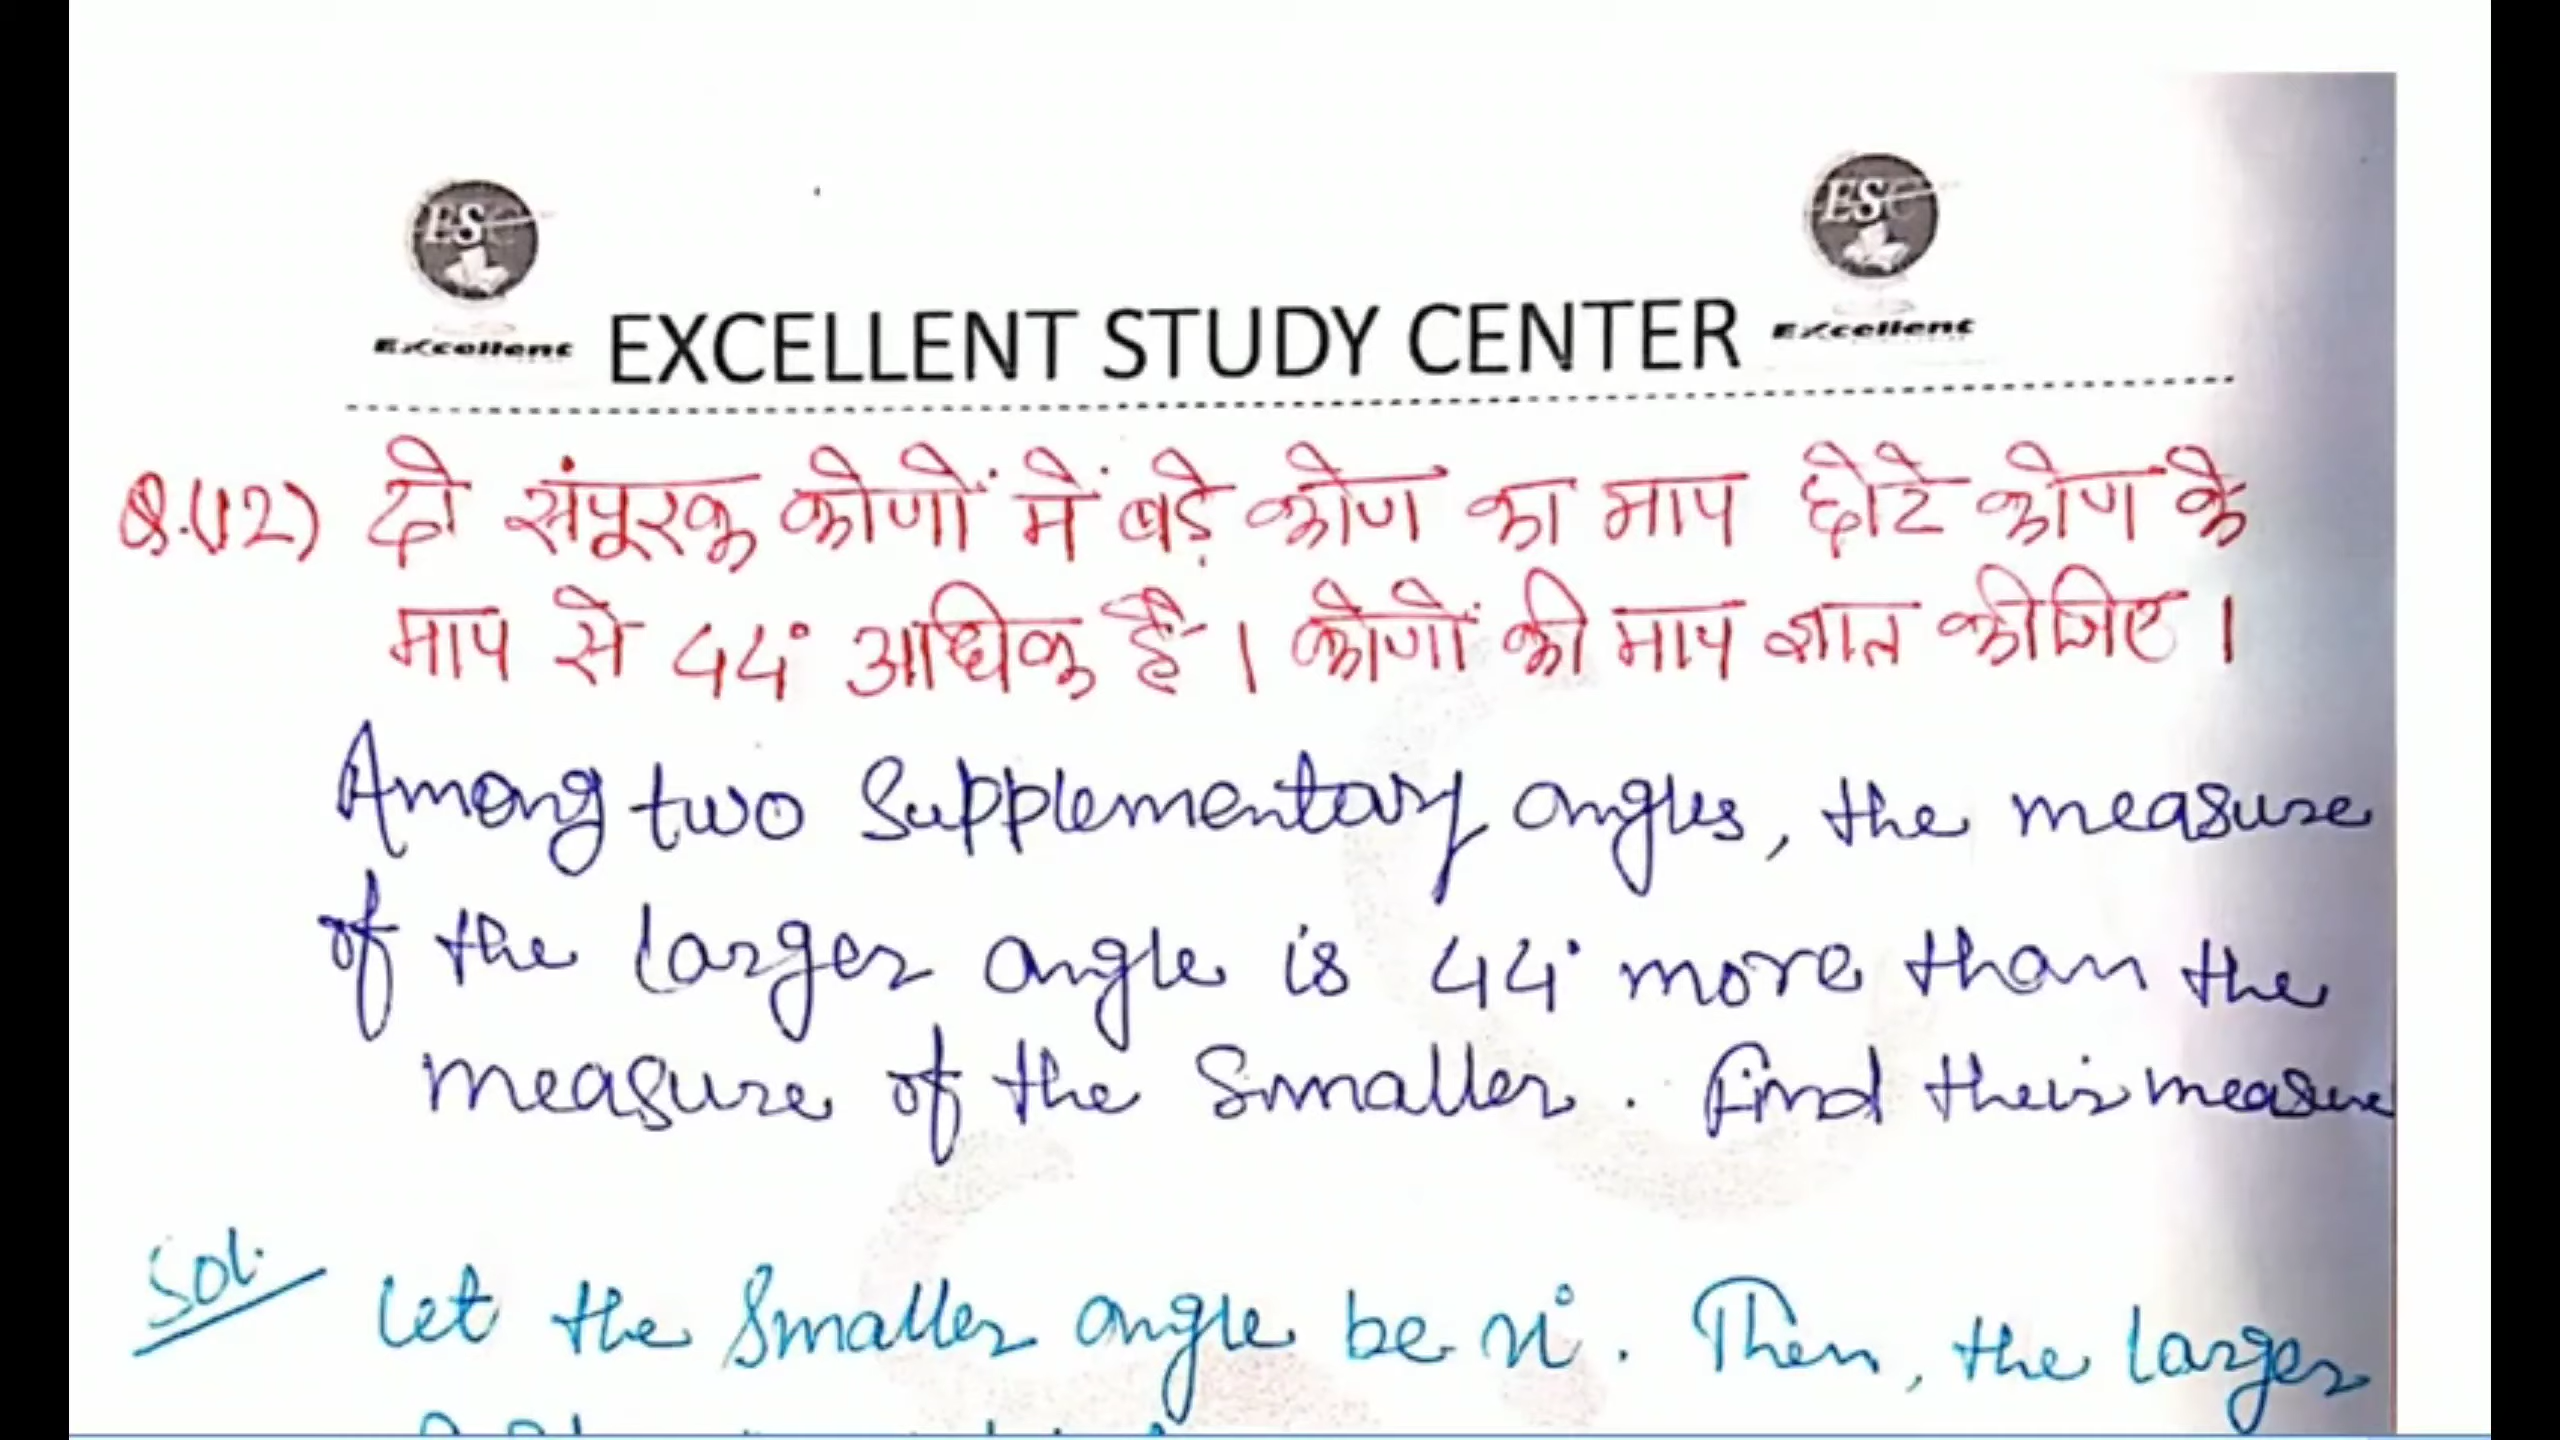 ESC
ESC
Excellent EXCELLENT STUDY CENTER Excellent
Q.(12) दो संपूरक कोणों में बड़े कोण का माप छोटे कोण के
माप से 44° अधिक है। कोणों की माप ज्ञात कीजिए।
Among two Supplementary angles, the measure
of the larger angle is 44° more than the
measure of the Smaller. Find their measure
Sol. Let the Smaller angle be x°. Then, the larger